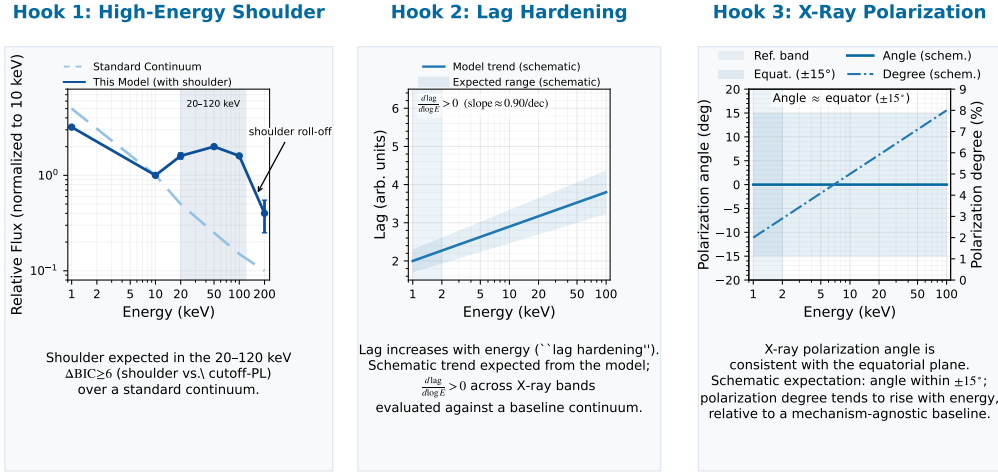 Hook 1: High-Energy Shoulder
Standard Continuum
This Model (with shoulder)
20–120 keV
shoulder roll-off
Relative Flux (normalized to 10 keV)
10⁰
10⁻¹
1 2 5 10 20 50 100 200
Energy (keV)
Shoulder expected in the 20–120 keV
ΔBIC≥6 (shoulder vs.\ cutoff-PL)
over a standard continuum.
Hook 2: Lag Hardening
Model trend (schematic)
Expected range (schematic)
dlag/dlogE > 0 (slope ≈ 0.90/dec)
Lag (arb. units)
6
5
4
3
2
1 2 5 10 20 50 100
Energy (keV)
Lag increases with energy (``lag hardening'').
Schematic trend expected from the model;
dlag/dlogE > 0 across X-ray bands
evaluated against a baseline continuum.
Hook 3: X-Ray Polarization
Ref. band
Equat. (±15°)
Angle (schem.)
Degree (schem.)
Angle ≈ equator (±15°)
Polarization angle (deg)
20
15
10
5
0
−5
−10
−15
−20
Polarization degree (%)
9
8
7
6
5
4
3
2
1
0
1 2 5 10 20 50 100
Energy (keV)
X-ray polarization angle is
consistent with the equatorial plane.
Schematic expectation: angle within ±15°;
polarization degree tends to rise with energy,
relative to a mechanism-agnostic baseline.